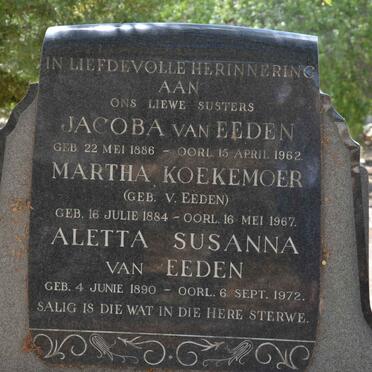 IN LIEFDEVOLLE HERINNERING
AAN
ONS LIEWE SUSTERS
JACOBA VAN EEDEN
GEB. 22 MEI 1886 – OORL. 15 APRIL 1962
MARTHA KOEKEMOER
(GEB. V. EEDEN)
GEB. 16 JULIE 1884 – OORL. 16 MEI 1967.
ALETTA SUSANNA
VAN EEDEN
GEB. 4 JUNIE 1890 – OORL. 6 SEPT. 1972.
SALIG IS DIE WAT IN DIE HERE STERWE.